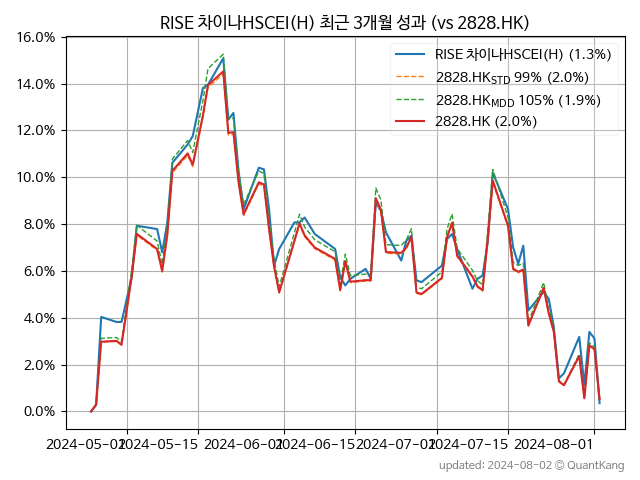 RISE 차이나HSCEI(H) 최근 3개월 성과 (vs 2828.HK)
16.0%
14.0%
12.0%
10.0%
8.0%
6.0%
4.0%
2.0%
0.0%
RISE 차이나HSCEI(H) (1.3%)
2828.HK_STD 99% (2.0%)
2828.HK_MDD 105% (1.9%)
2828.HK (2.0%)
2024-05-01 2024-05-15 2024-06-01 2024-06-15 2024-07-01 2024-07-15 2024-08-01
updated: 2024-08-02 © QuantKang